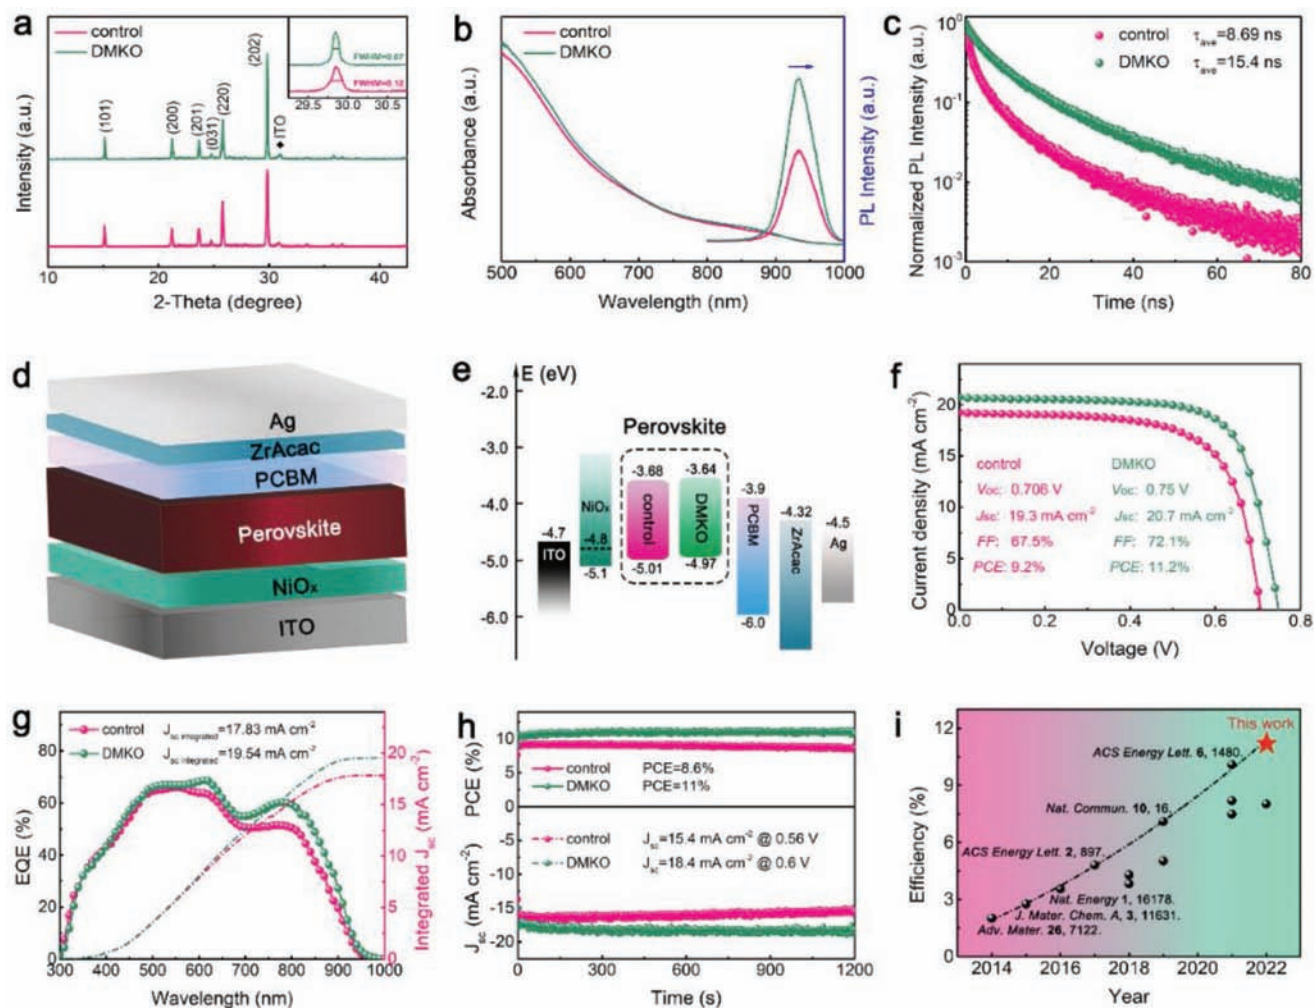 a
control
DMKO
FWHM=0.07
FWHM=0.12
29.5 30.0 30.5
(101)
(200)
(201)
(031)
(220)
(202)
◆ITO
Intensity (a.u.)
10 20 30 40
2-Theta (degree)
b
control
DMKO
Absorbance (a.u.)
PL Intensity (a.u.)
500 600 700 800 900 1000
Wavelength (nm)
c
control τave=8.69 ns
DMKO τave=15.4 ns
Normalized PL Intensity (a.u.)
10⁰
10⁻¹
10⁻²
10⁻³
0 20 40 60 80
Time (ns)
d
Ag
ZrAcac
PCBM
Perovskite
NiOx
ITO
e
E (eV)
-2.0
-3.0
-4.0
-5.0
-6.0
Perovskite
-4.7
ITO
NiOx
-4.8
-5.1
-3.68
control
-5.01
-3.64
DMKO
-4.97
-3.9
PCBM
-6.0
-4.32
ZrAcac
-4.5
Ag
f
Current density (mA cm⁻²)
25
20
15
10
5
0
control DMKO
Voc: 0.706 V Voc: 0.75 V
Jsc: 19.3 mA cm⁻² Jsc: 20.7 mA cm⁻²
FF: 67.5% FF: 72.1%
PCE: 9.2% PCE: 11.2%
0.0 0.2 0.4 0.6 0.8
Voltage (V)
g
control Jsc integrated=17.83 mA cm⁻²
DMKO Jsc integrated=19.54 mA cm⁻²
EQE (%)
80
60
40
20
0
Integrated Jsc (mA cm⁻²)
25
20
15
10
5
0
300 400 500 600 700 800 900 1000
Wavelength (nm)
h
PCE (%)
10
5
0
control PCE=8.6%
DMKO PCE=11%
control Jsc=15.4 mA cm⁻² @ 0.56 V
DMKO Jsc=18.4 mA cm⁻² @ 0.6 V
Jsc (mA cm⁻²)
-5
-10
-15
-20
0 300 600 900 1200
Time (s)
i
Efficiency (%)
12
9
6
3
0
This work
ACS Energy Lett. 6, 1480.
Nat. Commun. 10, 16.
ACS Energy Lett. 2, 897.
Nat. Energy 1, 16178.
J. Mater. Chem. A, 3, 11631.
Adv. Mater. 26, 7122.
2014 2016 2018 2020 2022
Year